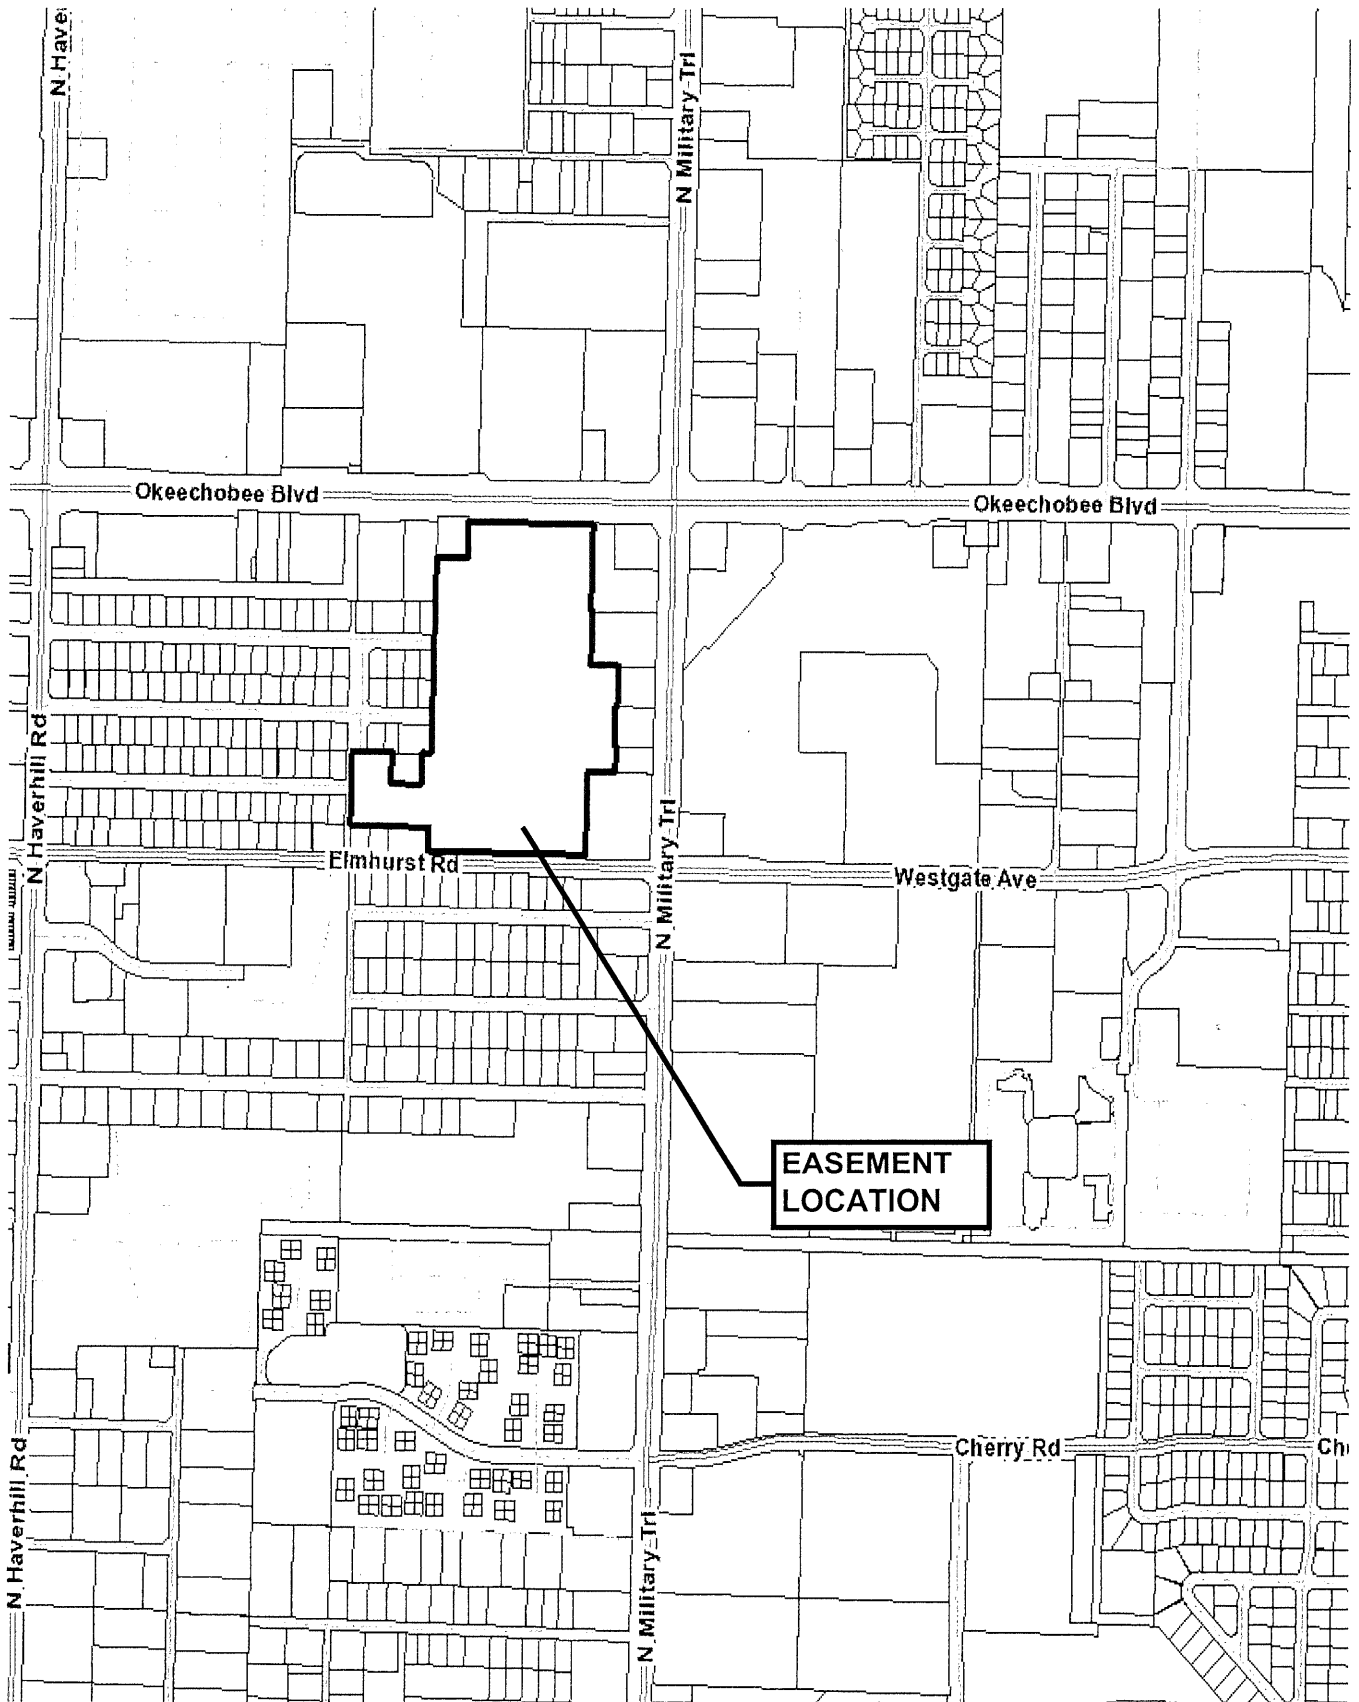 N Haver
N Military Trl
Okeechobee Blvd
Okeechobee Blvd
N Haverhill Rd
N Military Trl
Elmhurst Rd
Westgate Ave
EASEMENT
LOCATION
Cherry Rd
Ch
N Haverhill Rd
N Military Trl